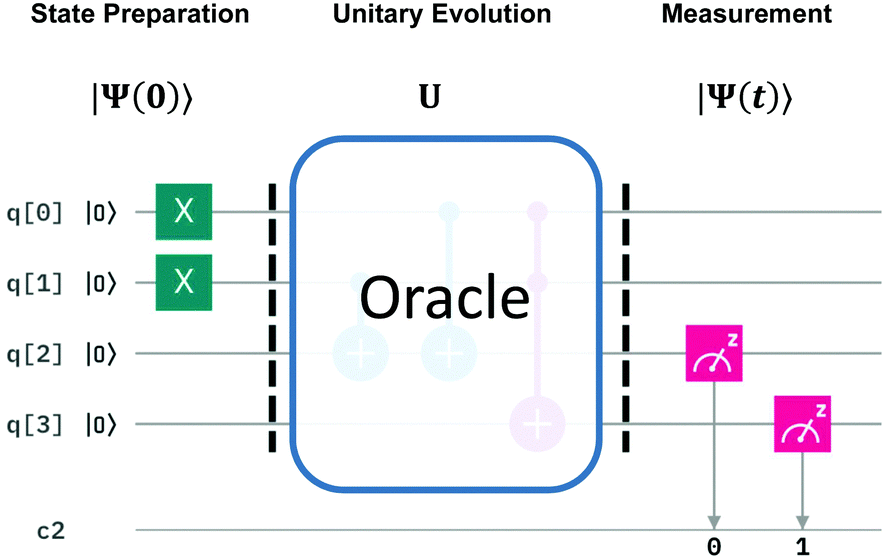 State Preparation Unitary Evolution Measurement
|Ψ(0)⟩ U |Ψ(t)⟩
q[0] |0⟩ X
q[1] |0⟩ X
Oracle
q[2] |0⟩ z
q[3] |0⟩ z
c2
0 1